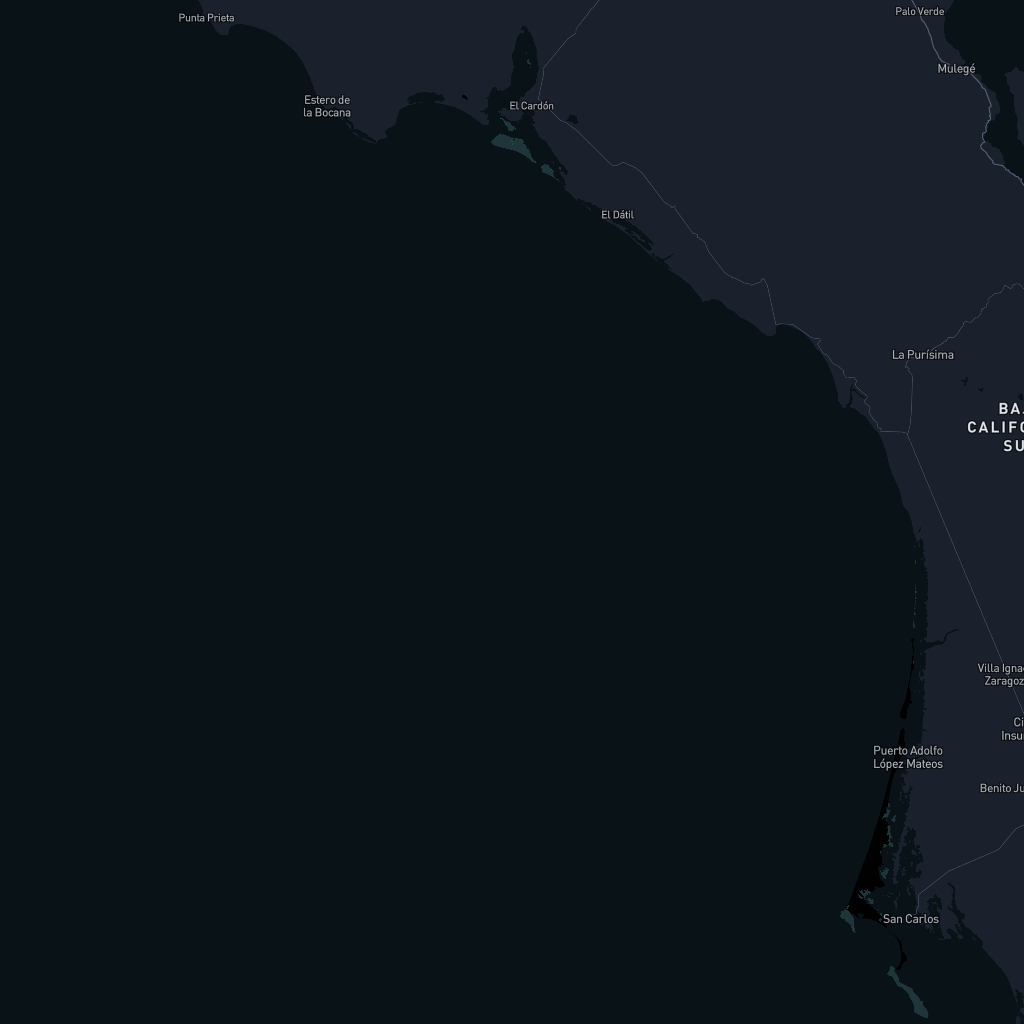 Punta Prieta
Palo Verde
Mulegé
Estero de
la Bocana
El Cardón
El Dátil
La Purísima
BA
CALIFO
SU
Villa Igna
Zaragoz
Puerto Adolfo
López Mateos
Ci
Insu
Benito Ju
San Carlos